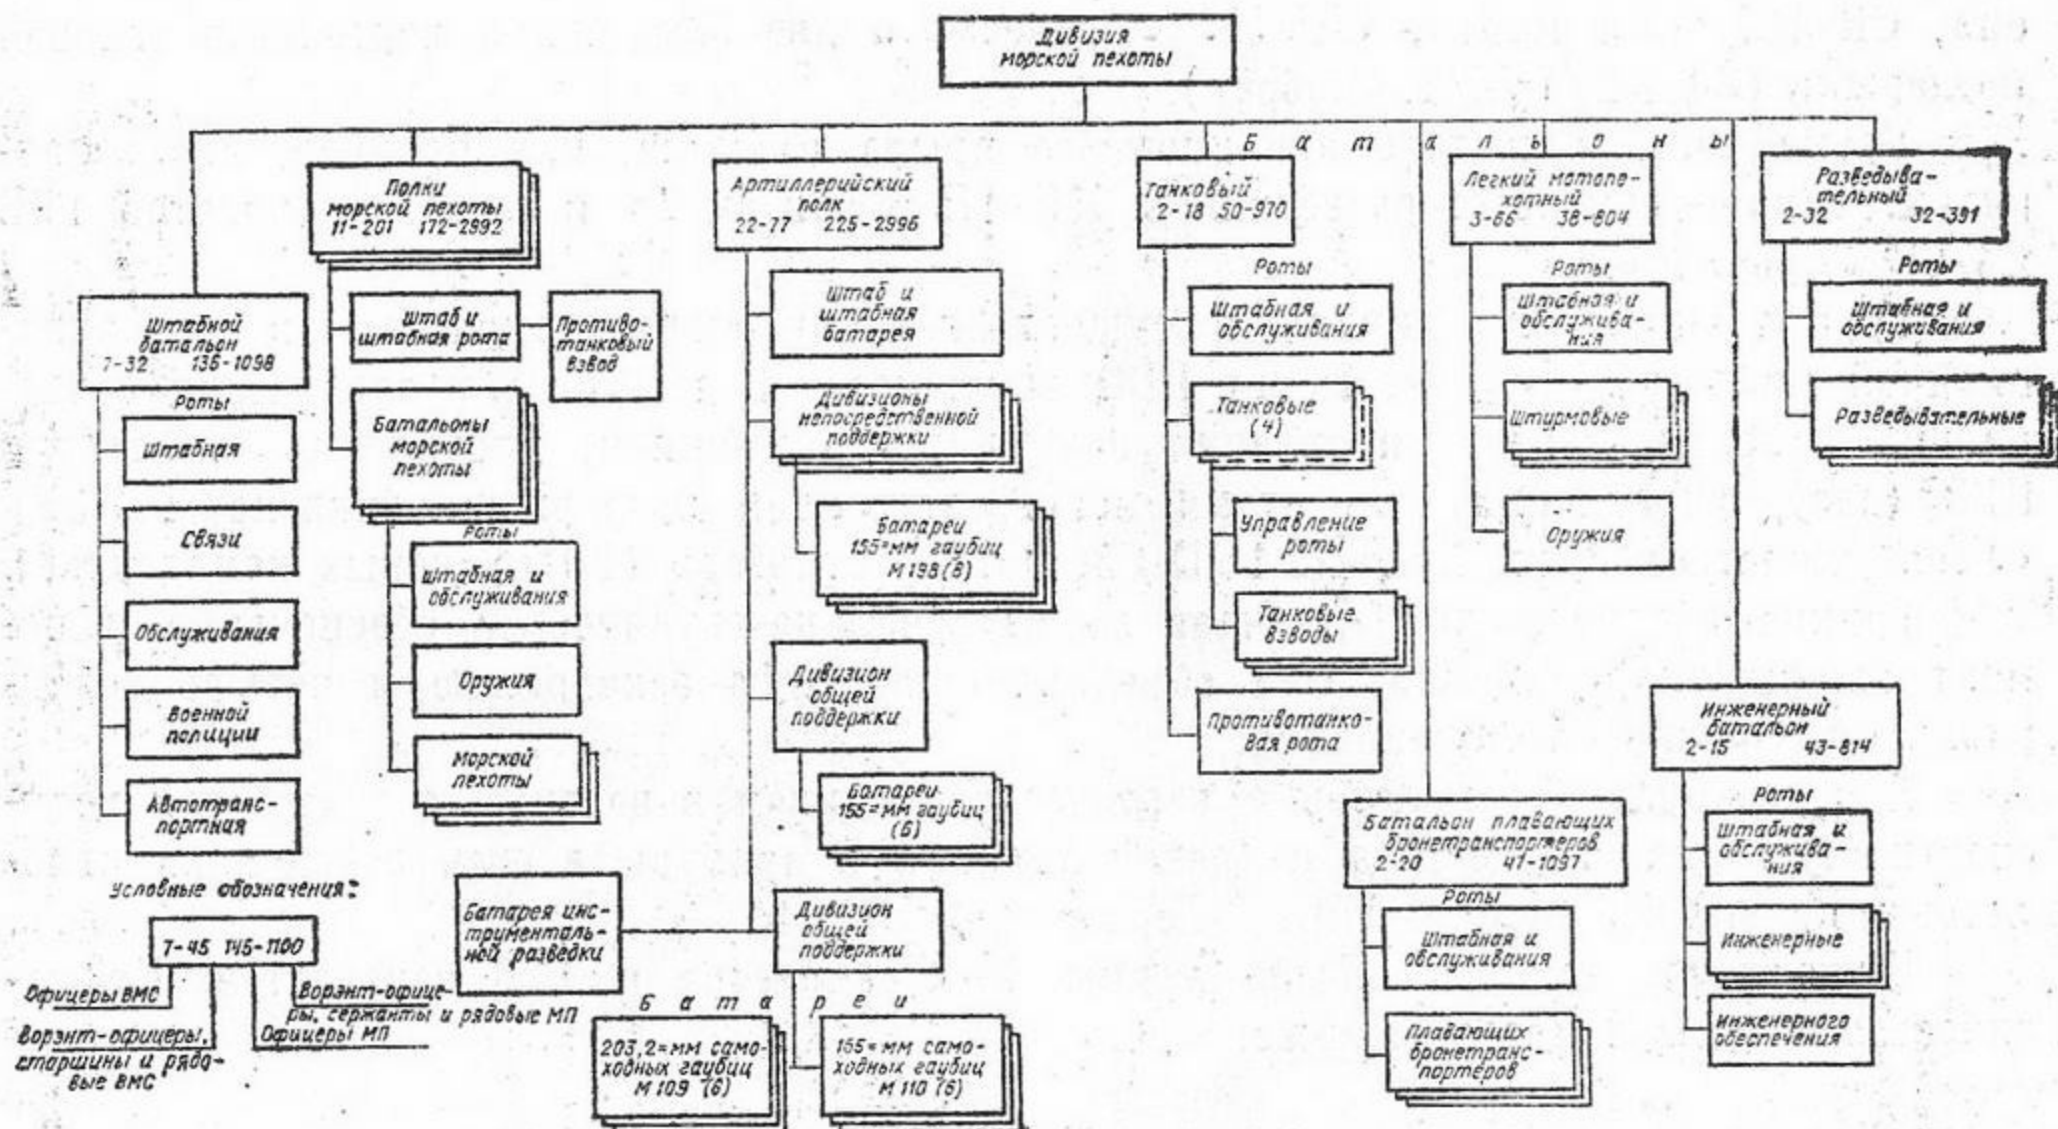 Дивизия
морской пехоты
Батальоны
Полки
морской пехоты
11-201 172-2992
Артиллерийский
полк
22-77 225-2996
Танковый
2-18 50-970
Легкий мотопе-
хотный
3-66 38-804
Разведыва-
тельный
2-32 32-391
Штабной
батальон
7-32 136-1098
Роты
Штабная
Связи
Обслуживания
Военной
полиции
Автотранс-
портная
Штаб и
штабная рота
Противо-
танковый
взвод
Батальоны
морской
пехоты
Роты
Штабная и
обслуживания
Оружия
Морской
пехоты
Штаб и
штабная
батарея
Дивизионы
непосредственной
поддержки
Батареи
155=мм гаубиц
М 198 (8)
Дивизион
общей
поддержки
Батареи
155=мм гаубиц
(6)
Батарея инс-
трументаль-
ной разведки
Дивизион
общей
поддержки
Батареи
203,2=мм само-
ходных гаубиц
М 109 (6)
155=мм само-
ходных гаубиц
М 110 (6)
Роты
Штабная и
обслуживания
Танковые
(4)
Управление
роты
Танковые
взводы
Противотанко-
вая рота
Роты
Штабная и
обслужива-
ния
Штурмовые
Оружия
Роты
Штабная и
обслуживания
Разведывательные
Батальон плавающих
бронетранспортеров
2-20 41-1097
Роты
Штабная и
обслуживания
Плавающих
бронетранс-
портеров
Инженерный
батальон
2-15 43-814
Роты
Штабная и
обслужива-
ния
Инженерные
Инженерного
обеспечения
Условные обозначения:
7-45 145-1100
Офицеры ВМС
Ворэнт-офицеры,
старшины и рядо-
вые ВМС
Офицеры МП
Ворэнт-офице-
ры, сержанты и рядовые МП